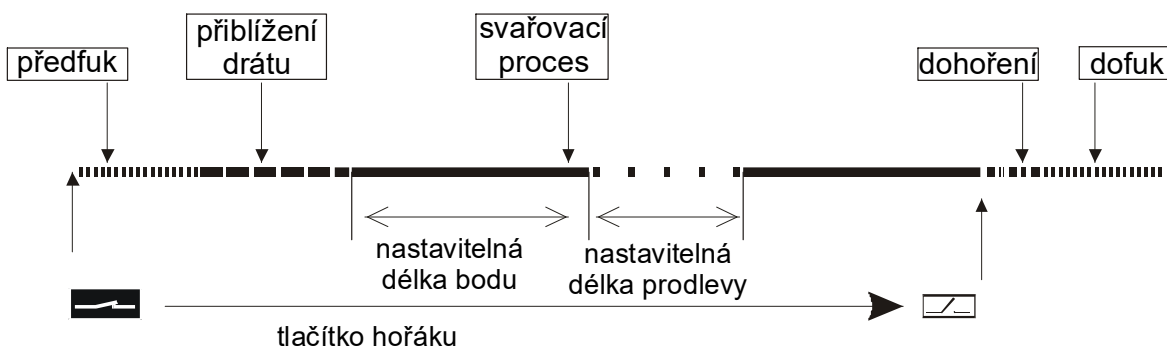 předfuk
přiblížení
drátu
svařovací
proces
dohoření
dofuk
nastavitelná
délka bodu
nastavitelná
délka prodlevy
tlačítko hořáku